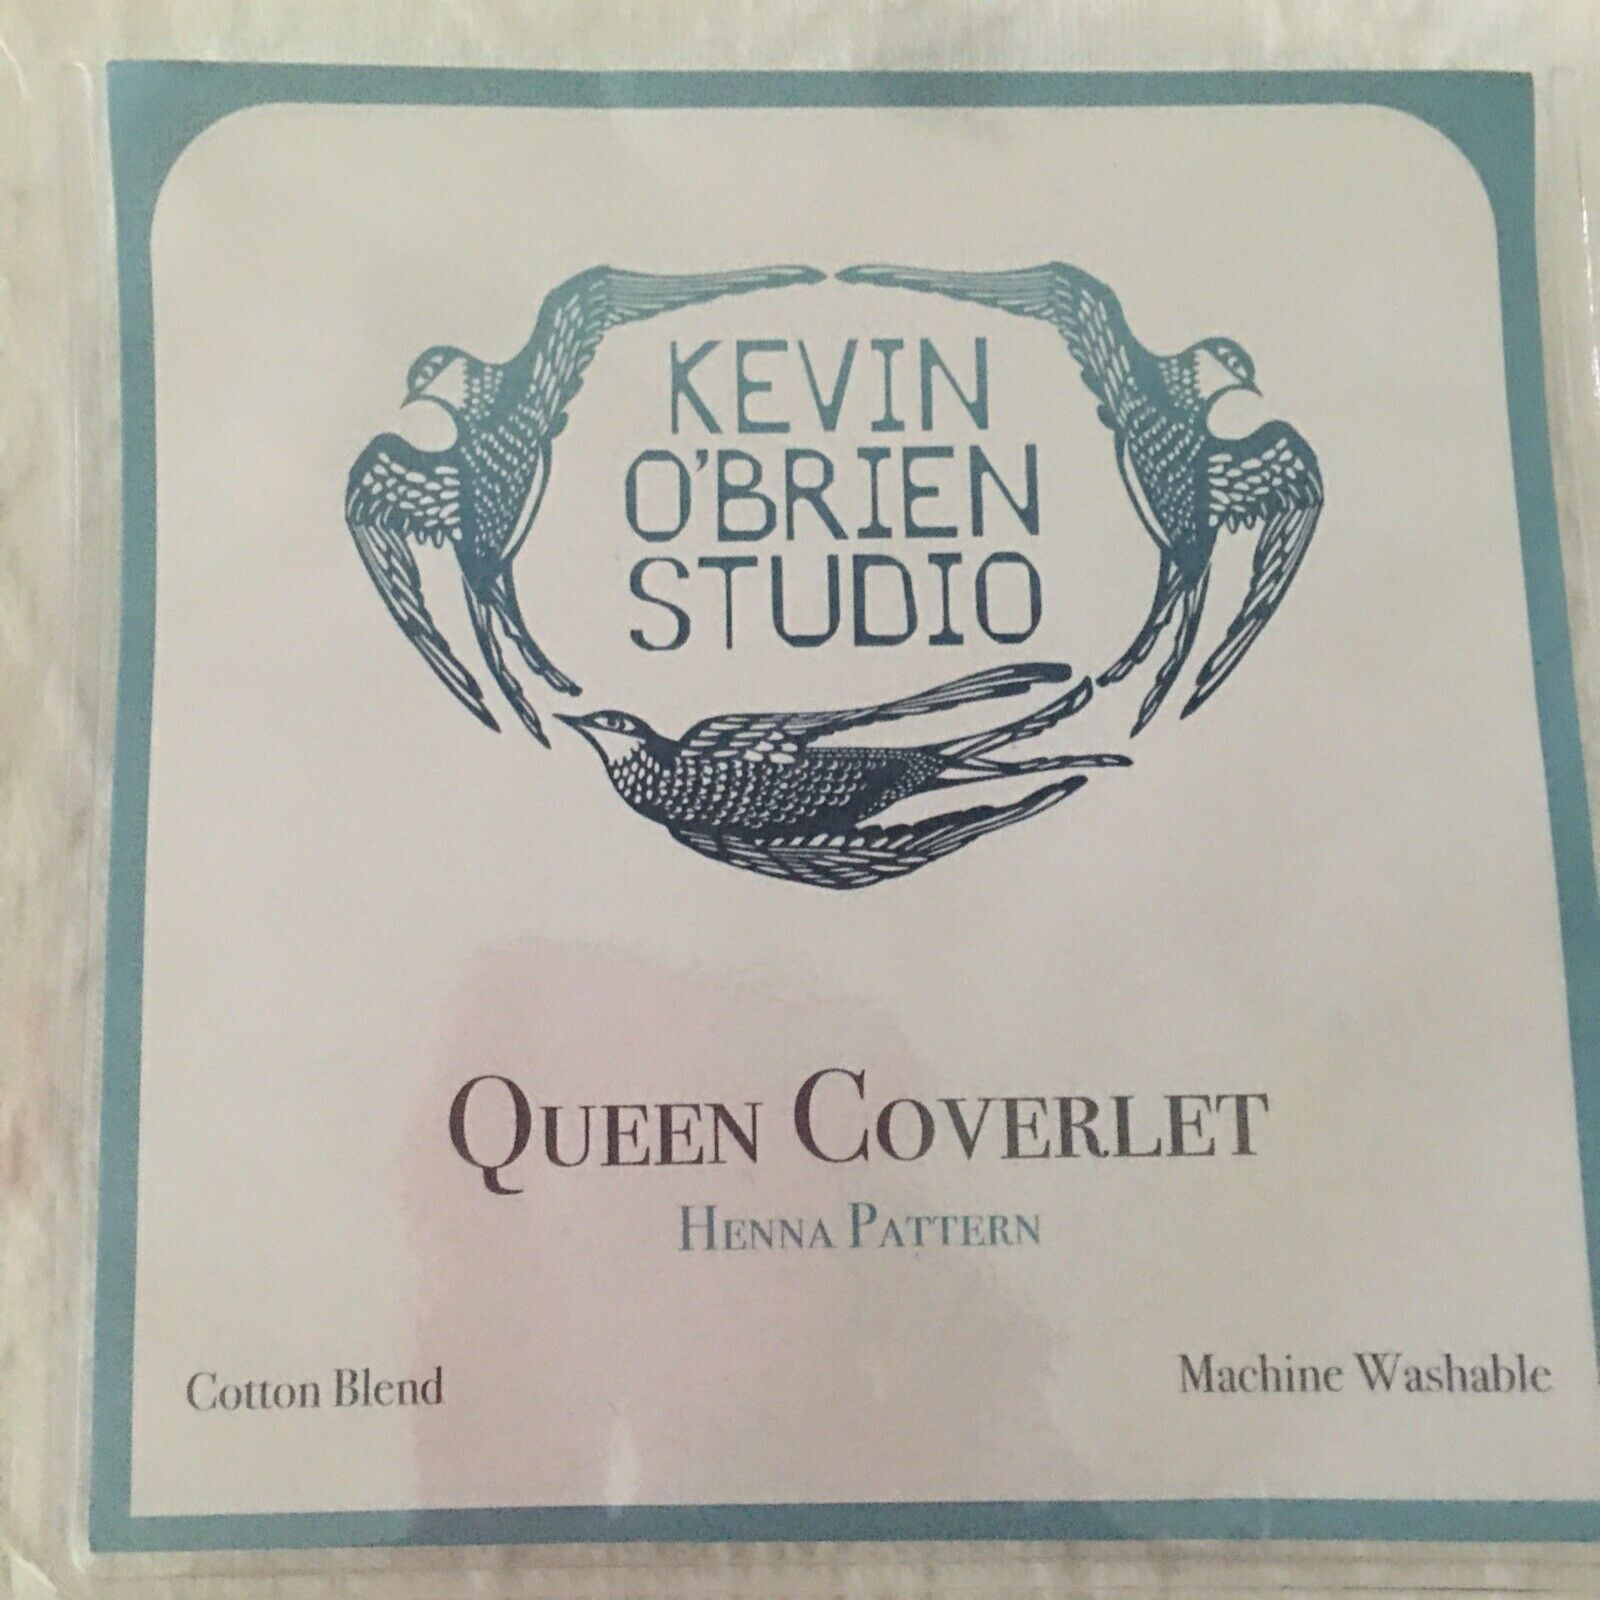 KEVIN
O'BRIEN
STUDIO
QUEEN COVERLET
HENNA PATTERN
Cotton Blend
Machine Washable